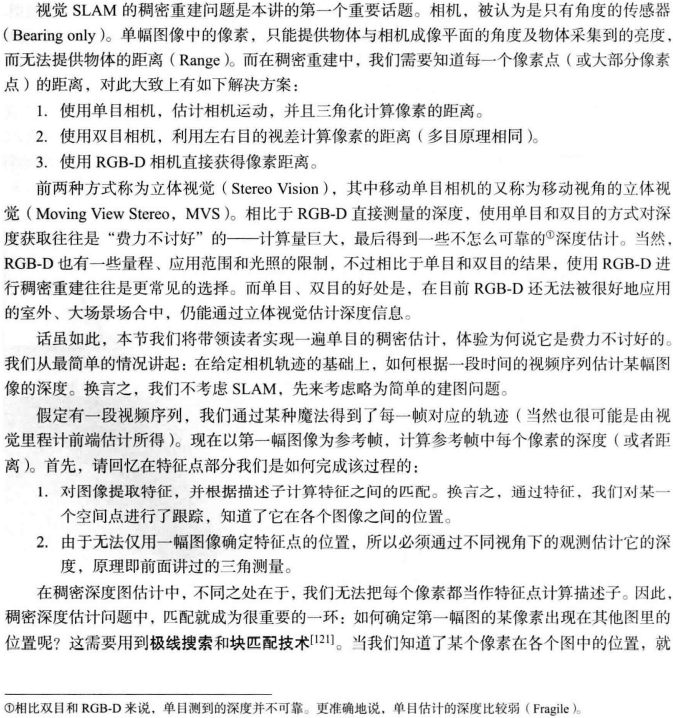 视觉 SLAM 的稠密重建问题是本讲的第一个重要话题。相机，被认为是只有角度的传感器
（Bearing only）。单幅图像中的像素，只能提供物体与相机成像平面的角度及物体采集到的亮度，
而无法提供物体的距离（Range）。而在稠密重建中，我们需要知道每一个像素点（或大部分像素
点）的距离，对此大致上有如下解决方案：
1. 使用单目相机，估计相机运动，并且三角化计算像素的距离。
2. 使用双目相机，利用左右目的视差计算像素的距离（多目原理相同）。
3. 使用 RGB-D 相机直接获得像素距离。
前两种方式称为立体视觉（Stereo Vision），其中移动单目相机的又称为移动视角的立体视
觉（Moving View Stereo，MVS）。相比于 RGB-D 直接测量的深度，使用单目和双目的方式对深
度获取往往是“费力不讨好”的——计算量巨大，最后得到一些不怎么可靠的①深度估计。当然，
RGB-D 也有一些量程、应用范围和光照的限制，不过相比于单目和双目的结果，使用 RGB-D 进
行稠密重建往往是更常见的选择。而单目、双目的好处是，在目前 RGB-D 还无法被很好地应用
的室外、大场景场合中，仍能通过立体视觉估计深度信息。
话虽如此，本节我们将带领读者实现一遍单目的稠密估计，体验为何说它是费力不讨好的。
我们从最简单的情况讲起：在给定相机轨迹的基础上，如何根据一段时间的视频序列估计某幅图
像的深度。换言之，我们不考虑 SLAM，先来考虑略为简单的建图问题。
假定有一段视频序列，我们通过某种魔法得到了每一帧对应的轨迹（当然也很可能是由视
觉里程计前端估计所得）。现在以第一幅图像为参考帧，计算参考帧中每个像素的深度（或者距
离）。首先，请回忆在特征点部分我们是如何完成该过程的：
1. 对图像提取特征，并根据描述子计算特征之间的匹配。换言之，通过特征，我们对某一
个空间点进行了跟踪，知道了它在各个图像之间的位置。
2. 由于无法仅用一幅图像确定特征点的位置，所以必须通过不同视角下的观测估计它的深
度，原理即前面讲过的三角测量。
在稠密深度图估计中，不同之处在于，我们无法把每个像素都当作特征点计算描述子。因此，
稠密深度估计问题中，匹配就成为很重要的一环：如何确定第一幅图的某像素出现在其他图里的
位置呢？这需要用到极线搜索和块匹配技术[121]。当我们知道了某个像素在各个图中的位置，就
①相比双目和 RGB-D 来说，单目测到的深度并不可靠。更准确地说，单目估计的深度比较弱（Fragile）。